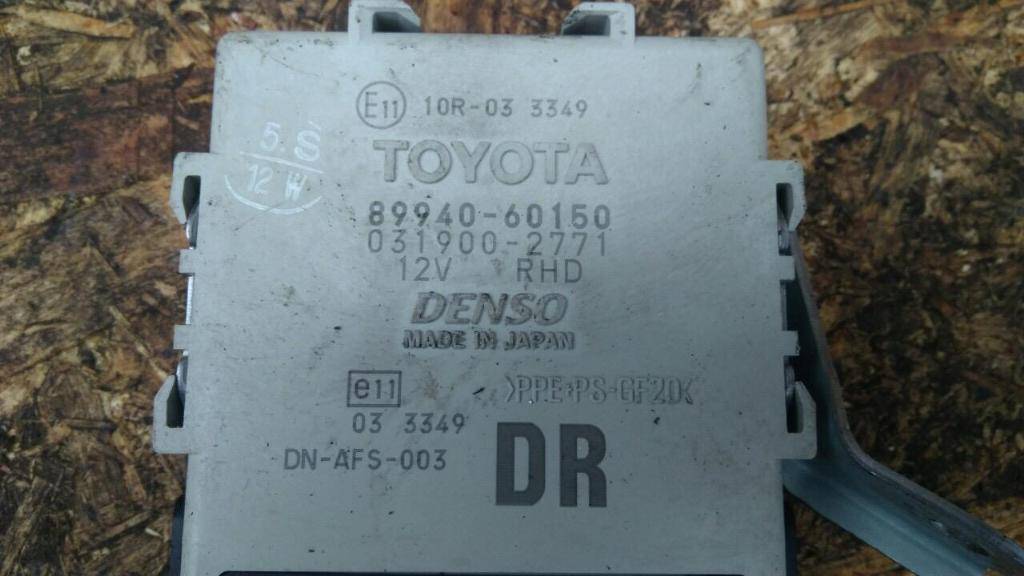 E11 10R-03 3349
TOYOTA
5.S
12 W
89940-60150
031900-2771
12V RHD
DENSO
MADE IN JAPAN
e11
>PPE+PS-GF20<
03 3349
DN-AFS-003
DR